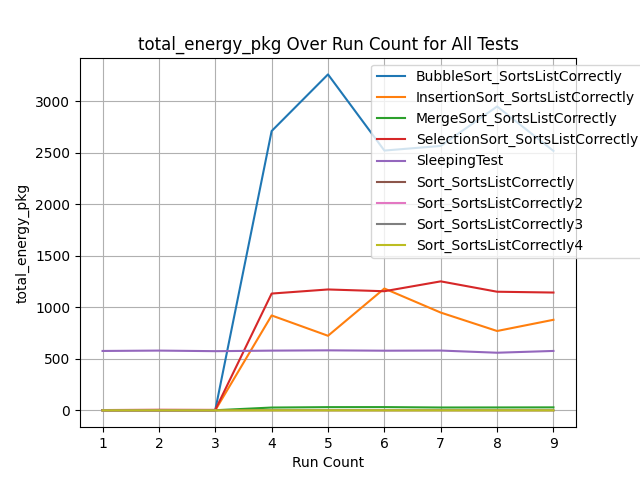 total_energy_pkg Over Run Count for All Tests
BubbleSort_SortsListCorrectly
InsertionSort_SortsListCorrectly
MergeSort_SortsListCorrectly
SelectionSort_SortsListCorrectly
SleepingTest
Sort_SortsListCorrectly
Sort_SortsListCorrectly2
Sort_SortsListCorrectly3
Sort_SortsListCorrectly4
total_energy_pkg
3000
2500
2000
1500
1000
500
0
1 2 3 4 5 6 7 8 9
Run Count